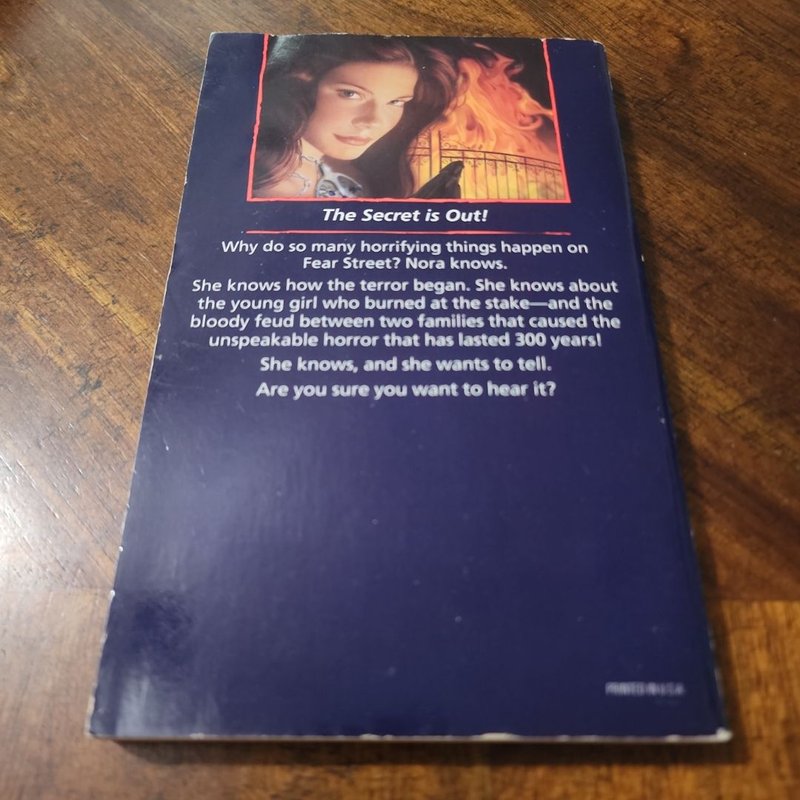 The Secret is Out!
Why do so many horrifying things happen on
Fear Street? Nora knows.
She knows how the terror began. She knows about
the young girl who burned at the stake—and the
bloody feud between two families that caused the
unspeakable horror that has lasted 300 years!
She knows, and she wants to tell.
Are you sure you want to hear it?
PRINTED IN U.S.A.